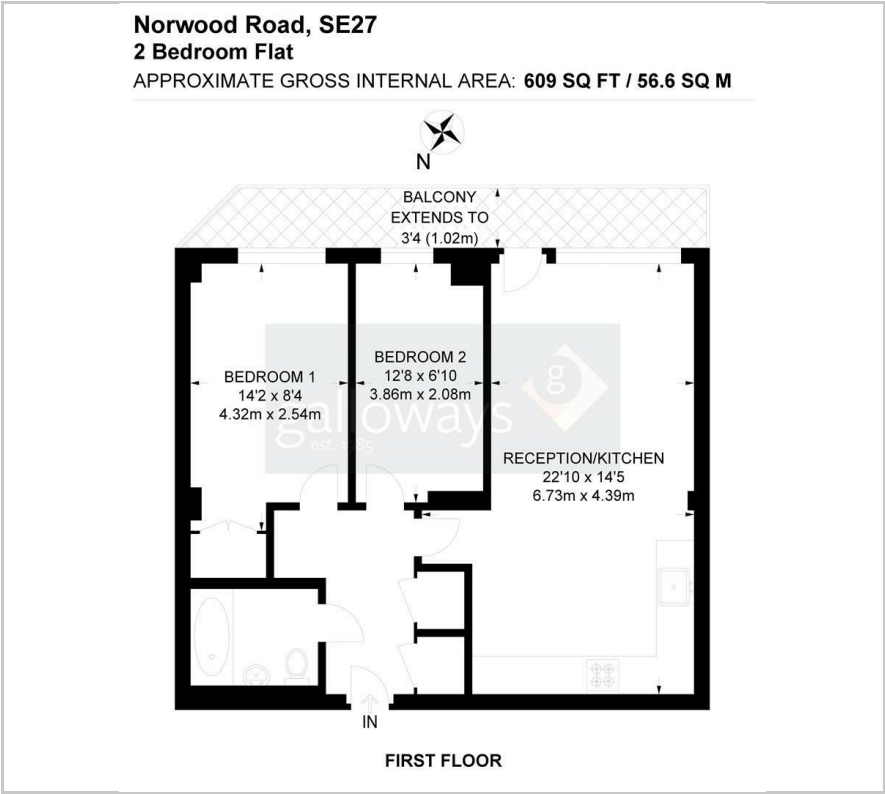 Norwood Road, SE27
2 Bedroom Flat
APPROXIMATE GROSS INTERNAL AREA: 609 SQ FT / 56.6 SQ M
N
BALCONY
EXTENDS TO
3'4 (1.02m)
BEDROOM 1
14'2 x 8'4
4.32m x 2.54m
BEDROOM 2
12'8 x 6'10
3.86m x 2.08m
g
galloways
est. 1985
RECEPTION/KITCHEN
22'10 x 14'5
6.73m x 4.39m
IN
FIRST FLOOR